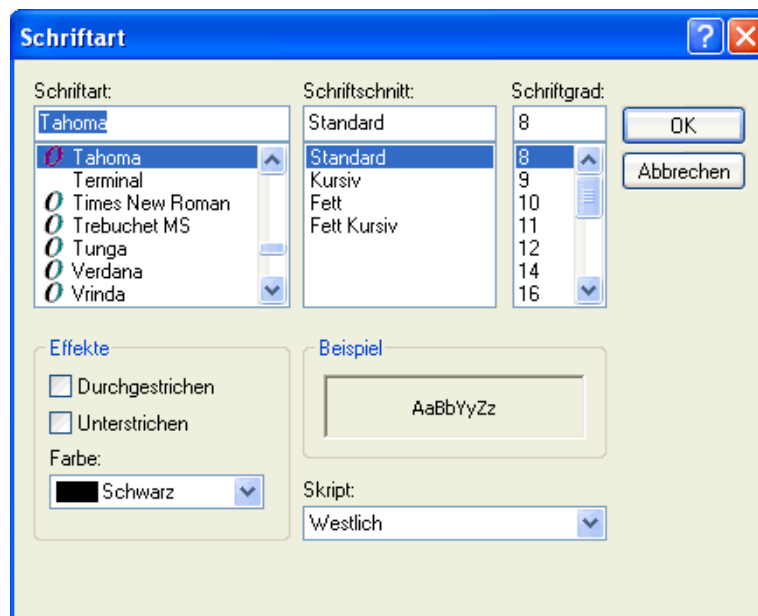 Schriftart
Schriftart:
Tahoma
Tahoma
Terminal
Times New Roman
Trebuchet MS
Tunga
Verdana
Vrinda
Schriftschnitt:
Standard
Standard
Kursiv
Fett
Fett Kursiv
Schriftgrad:
8
8
9
10
11
12
14
16
OK
Abbrechen
Effekte
Durchgestrichen
Unterstrichen
Farbe:
Schwarz
Beispiel
AaBbYyZz
Skript:
Westlich